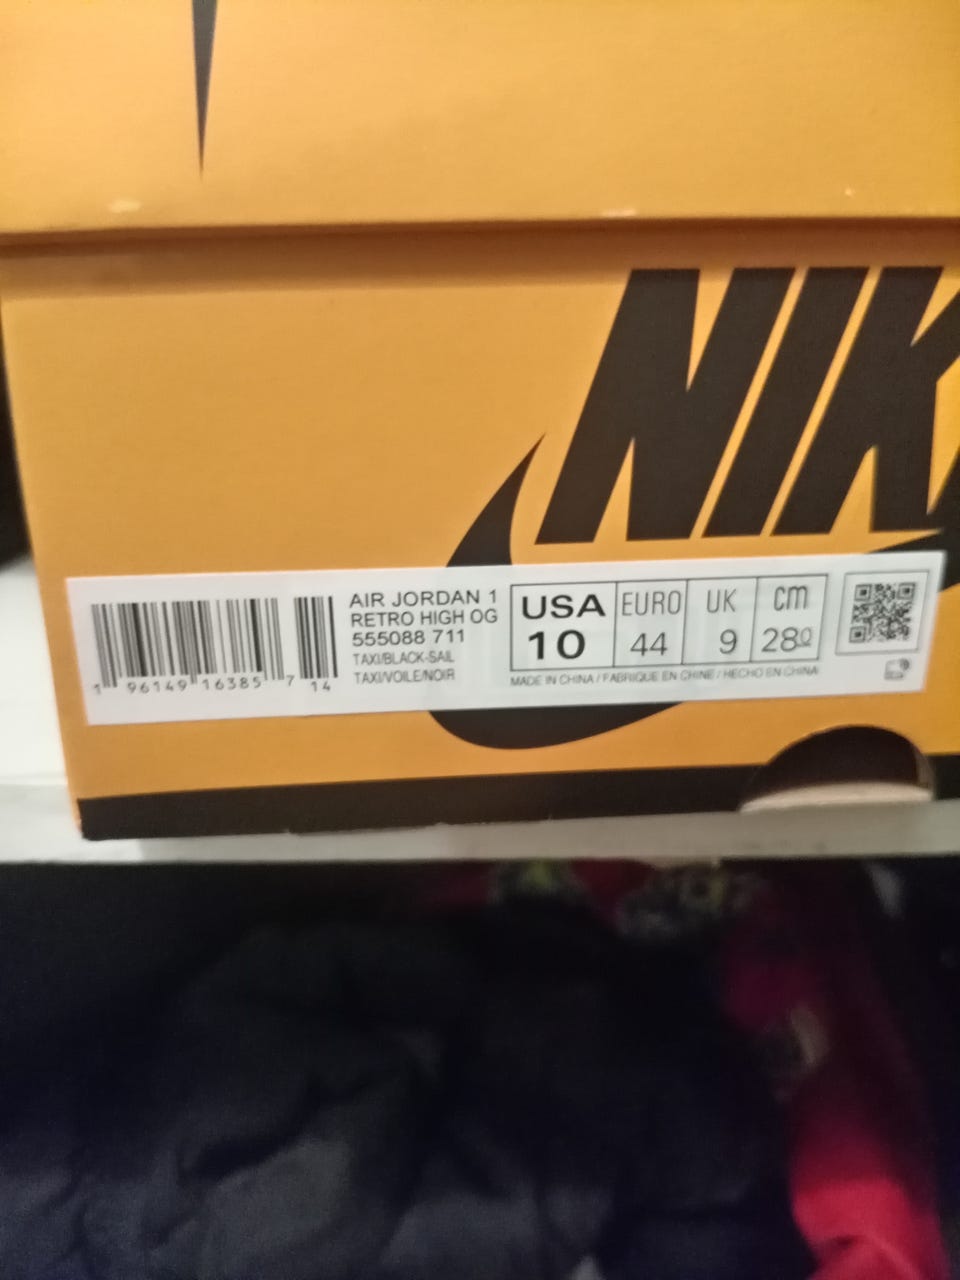 NIK
AIR JORDAN 1
RETRO HIGH OG
555088 711
TAXI/BLACK-SAIL
TAXI/VOILE/NOIR
1 96149 16385 7 14
USA EURO UK cm
10 44 9 28
MADE IN CHINA / FABRIQUE EN CHINE / HECHO EN CHINA